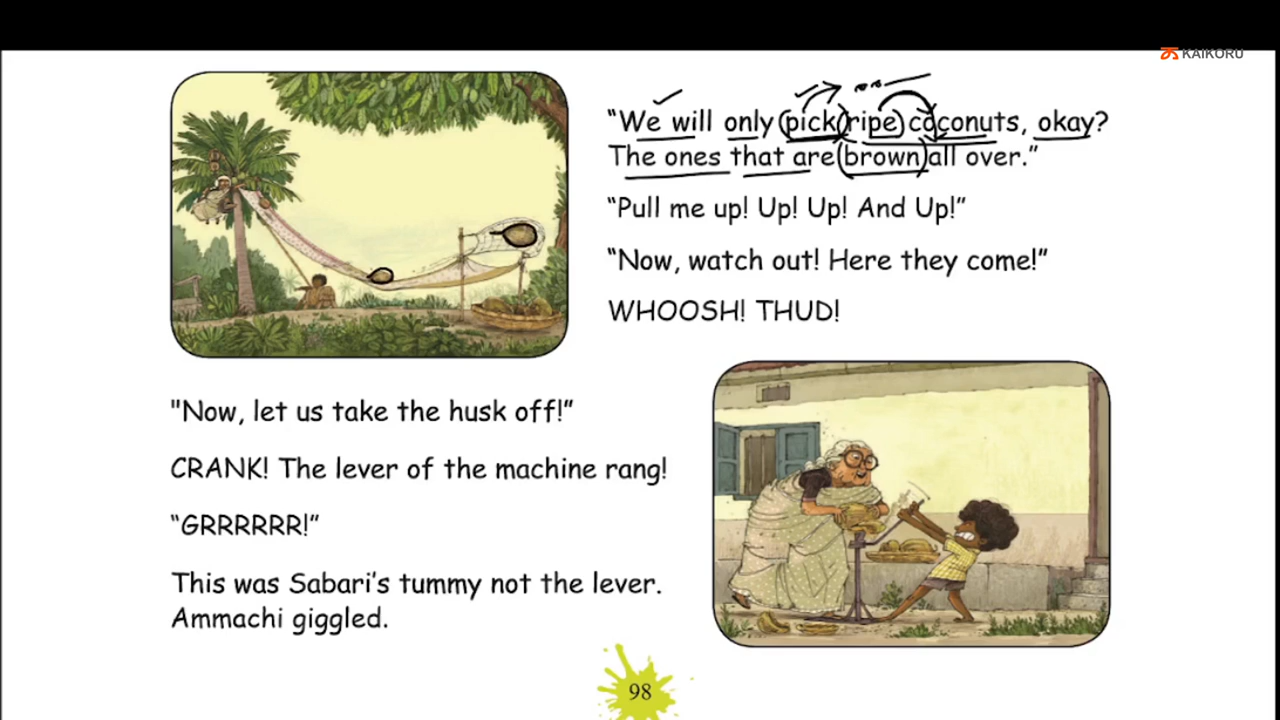 KAIKORU
“We will only pick ripe coconuts, okay?
The ones that are brown all over.”
“Pull me up! Up! Up! And Up!”
“Now, watch out! Here they come!”
WHOOSH! THUD!
"Now, let us take the husk off!”
CRANK! The lever of the machine rang!
“GRRRRRR!”
This was Sabari’s tummy not the lever.
Ammachi giggled.
98